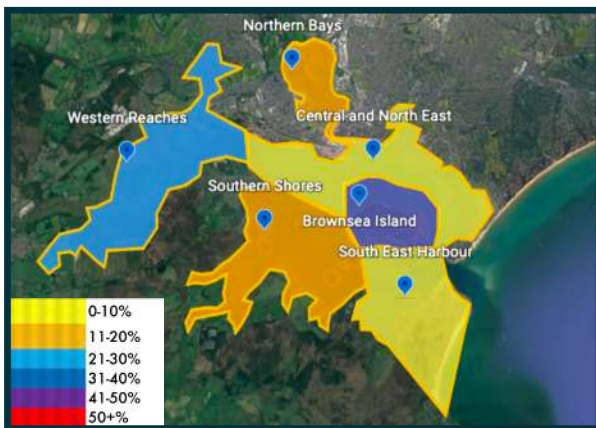 Northern Bays
Western Reaches
Central and North East
Southern Shores
Brownsea Island
South East Harbour
0-10%
11-20%
21-30%
31-40%
41-50%
50+%